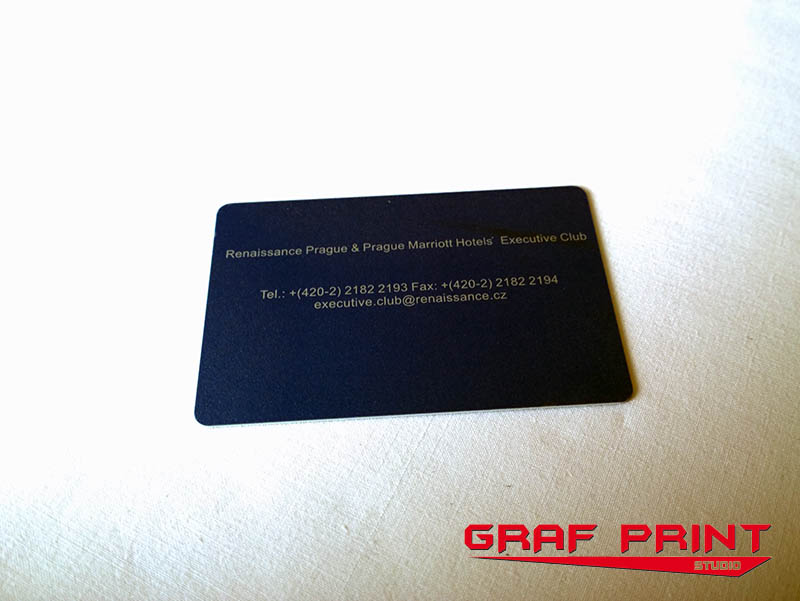 Renaissance Prague & Prague Marriott Hotels' Executive Club
Tel.: +(420-2) 2182 2193 Fax: +(420-2) 2182 2194
executive.club@renaissance.cz
GRAF PRINT
STUDIO